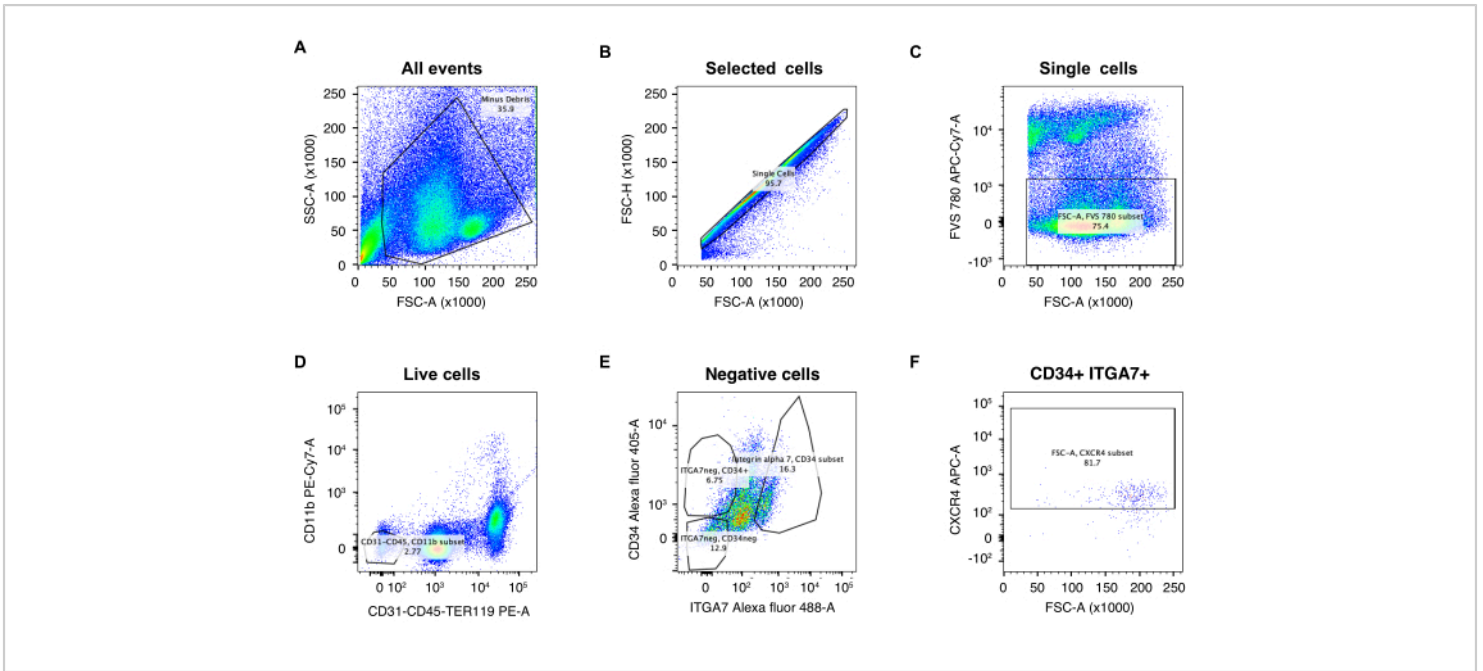 A
All events
250
200
150
100
50
0
SSC-A (x1000)
Minus Debris
35.9
0 50 100 150 200 250
FSC-A (x1000)
B
Selected cells
250
200
150
100
50
0
FSC-H (x1000)
Single Cells
95.7
0 50 100 150 200 250
FSC-A (x1000)
C
Single cells
10⁴
10³
0
-10³
FVS 780 APC-Cy7-A
FSC-A, FVS 780 subset
75.4
0 50 100 150 200 250
FSC-A (x1000)
D
Live cells
10⁵
10⁴
10³
0
CD11b PE-Cy7-A
CD31-CD45, CD11b subset
2.77
0 10² 10³ 10⁴ 10⁵
CD31-CD45-TER119 PE-A
E
Negative cells
10⁴
10³
0
CD34 Alexa fluor 405-A
Integrin alpha 7, CD34 subset
16.3
ITGA7neg, CD34+
6.75
ITGA7neg, CD34neg
12.9
0 10² 10³ 10⁴ 10⁵
ITGA7 Alexa fluor 488-A
F
CD34+ ITGA7+
10⁵
10⁴
10³
10²
0
-10²
CXCR4 APC-A
FSC-A, CXCR4 subset
81.7
0 50 100 150 200 250
FSC-A (x1000)